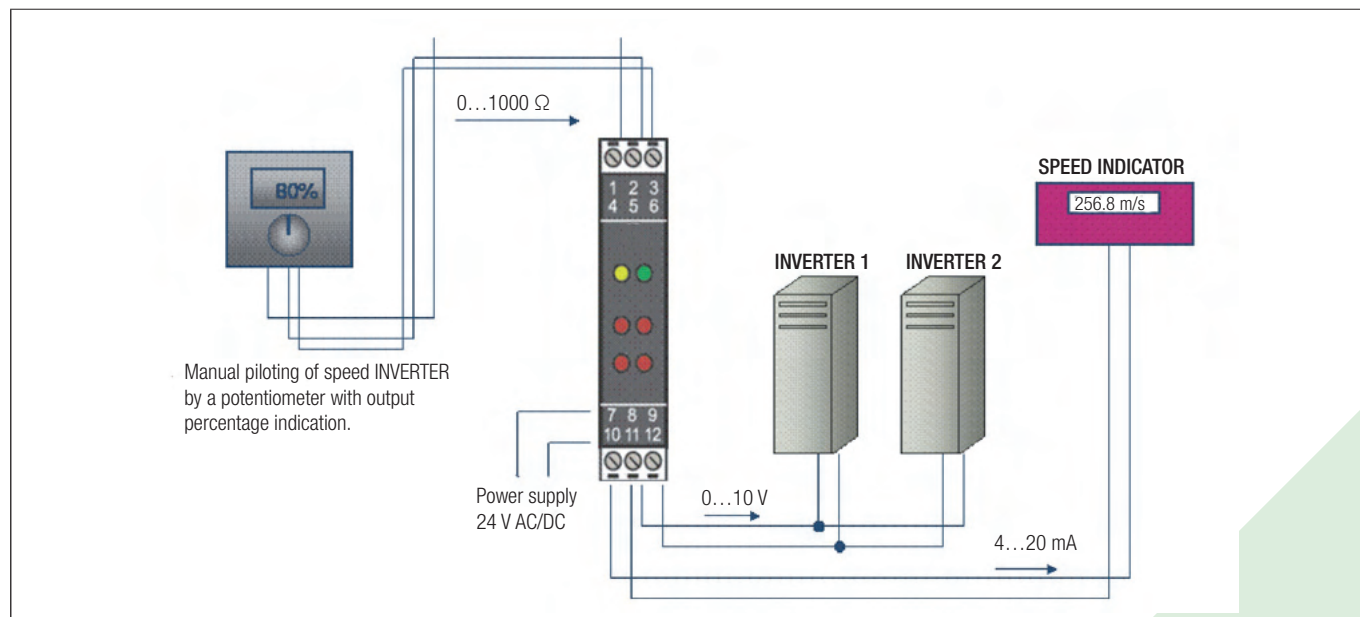 0…1000 Ω
80%
1 2 3
4 5 6
SPEED INDICATOR
256.8 m/s
INVERTER 1
INVERTER 2
Manual piloting of speed INVERTER
by a potentiometer with output
percentage indication.
7 8 9
10 11 12
Power supply
24 V AC/DC
0…10 V
4…20 mA